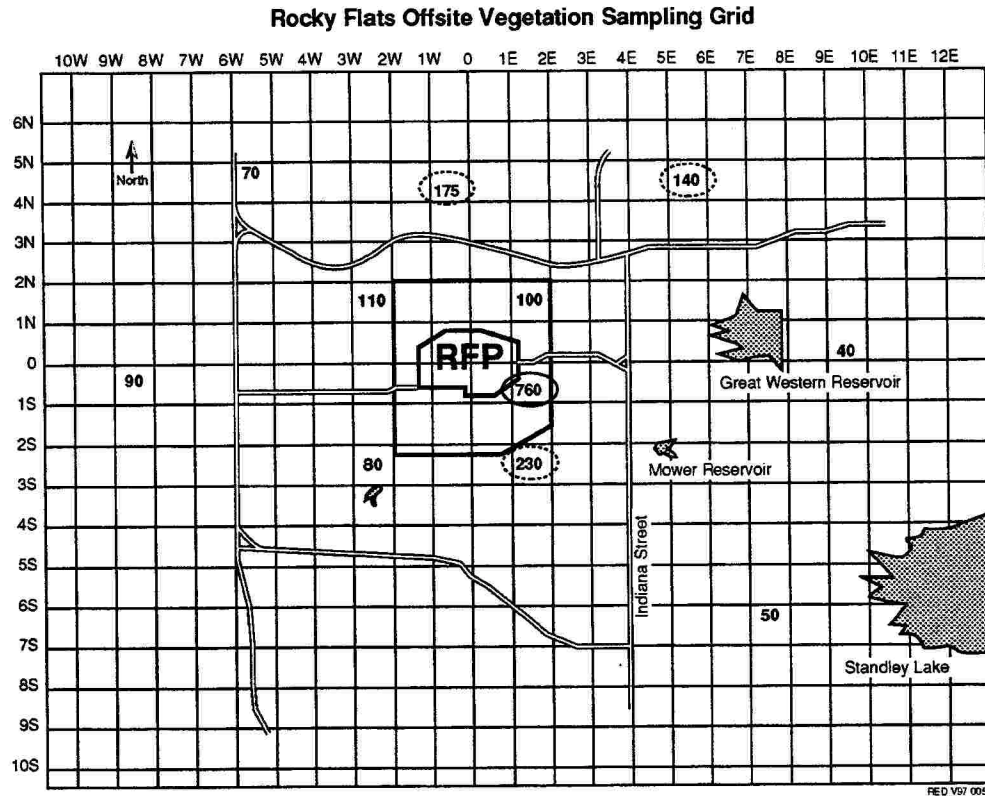 Rocky Flats Offsite Vegetation Sampling Grid
10W 9W 8W 7W 6W 5W 4W 3W 2W 1W 0 1E 2E 3E 4E 5E 6E 7E 8E 9E 10E 11E 12E
6N
5N
70
175
140
North
4N
3N
2N
110
100
1N
RFP
40
0
90
760
Great Western Reservoir
1S
2S
80
230
Mower Reservoir
3S
4S
Indiana Street
5S
6S
50
7S
Standley Lake
8S
9S
10S
RED V97 005